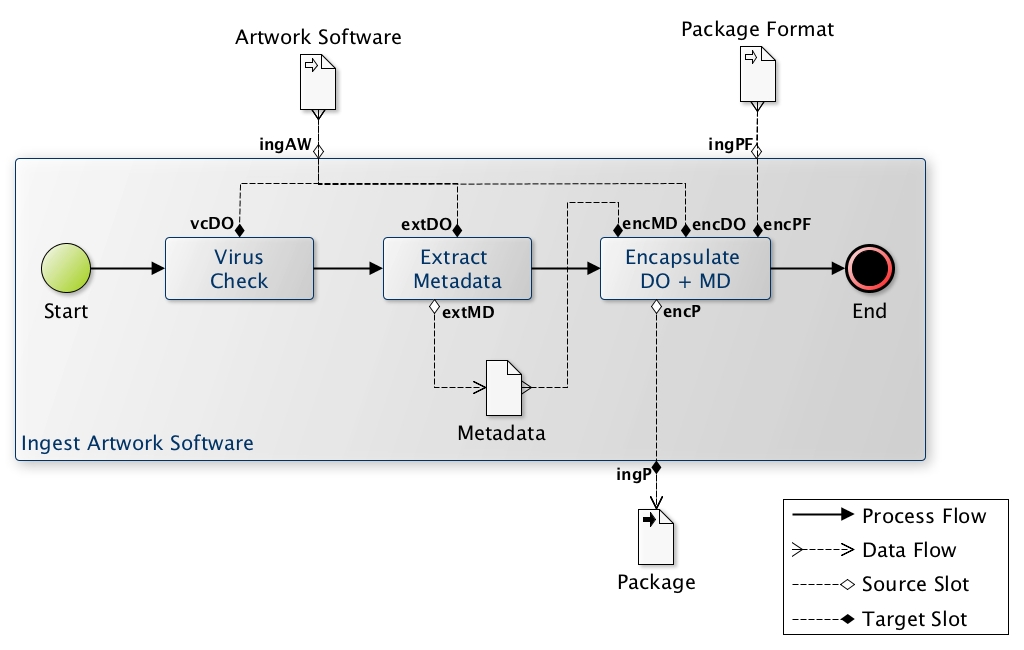 Artwork Software
Package Format
ingAW
ingPF
vcDO
extDO
encMD
encDO
encPF
Virus
Check
Extract
Metadata
Encapsulate
DO + MD
Start
End
extMD
encP
Metadata
Ingest Artwork Software
ingP
Package
Process Flow
Data Flow
Source Slot
Target Slot